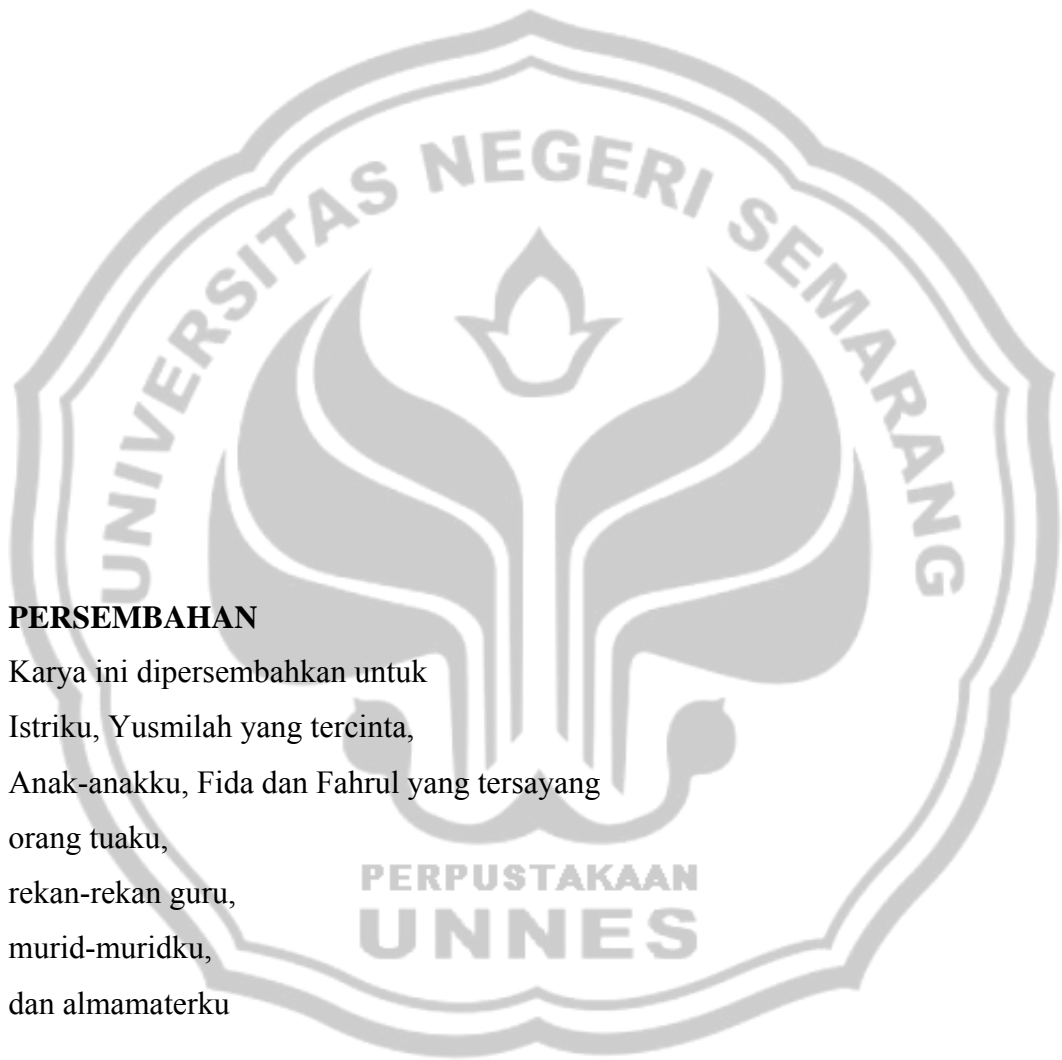 UNIVERSITAS NEGERI SEMARANG
PERSEMBAHAN
Karya ini dipersembahkan untuk
Istriku, Yusmilah yang tercinta,
Anak-anakku, Fida dan Fahrul yang tersayang
orang tuaku,
rekan-rekan guru,
murid-muridku,
dan almamaterku
PERPUSTAKAAN
UNNES